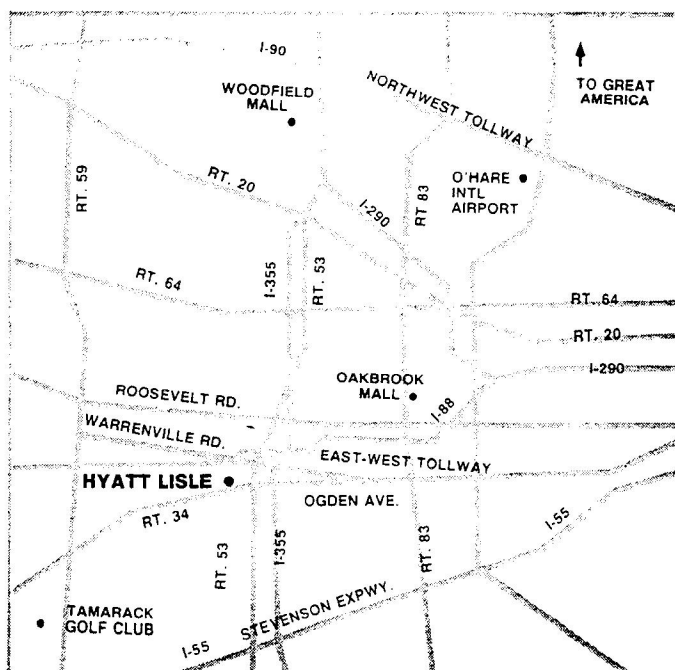 I-90
TO GREAT
AMERICA
WOODFIELD
MALL
NORTHWEST TOLLWAY
RT. 59
RT. 20
O'HARE
INTL
AIRPORT
RT 83
I-290
I-355
RT. 53
RT. 64
RT. 64
RT. 20
I-290
OAKBROOK
MALL
ROOSEVELT RD.
I-88
WARRENVILLE RD.
EAST-WEST TOLLWAY
HYATT LISLE
OGDEN AVE.
RT. 34
I-55
RT. 53
I-355
RT. 83
TAMARACK
GOLF CLUB
STEVENSON EXPWY.
I-55